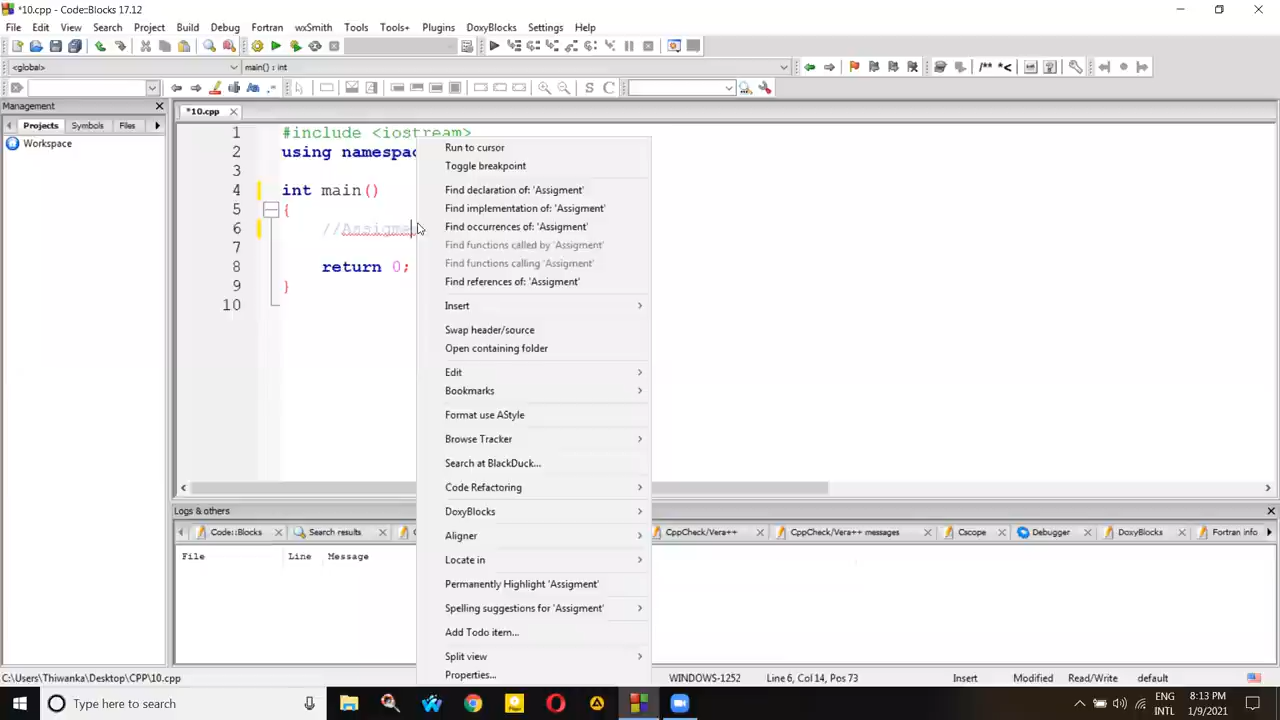 *10.cpp - Code::Blocks 17.12
File Edit View Search Project Build Debug Fortran wxSmith Tools Tools+ Plugins DoxyBlocks Settings Help
<global> main() : int
/** *<
S C
Management
Projects Symbols Files
Workspace
*10.cpp
1 #include <iostream>
2 using namespac
3
4 int main()
5 {
6 //Assigmen
7
8 return 0;
9 }
10
Run to cursor
Toggle breakpoint
Find declaration of: 'Assigment'
Find implementation of: 'Assigment'
Find occurrences of: 'Assigment'
Find functions called by 'Assigment'
Find functions calling 'Assigment'
Find references of: 'Assigment'
Insert
Swap header/source
Open containing folder
Edit
Bookmarks
Format use AStyle
Browse Tracker
Search at BlackDuck...
Code Refactoring
DoxyBlocks
Aligner
Locate in
Permanently Highlight 'Assigment'
Spelling suggestions for 'Assigment'
Add Todo item...
Split view
Properties...
Logs & others
Code::Blocks Search results CppCheck/Vera++ CppCheck/Vera++ messages Cscope Debugger DoxyBlocks Fortran info
File Line Message
C:\Users\Thiwanka\Desktop\CPP\10.cpp WINDOWS-1252 Line 6, Col 14, Pos 73 Insert Modified Read/Write default
Type here to search
ENG 8:13 PM
INTL 1/9/2021